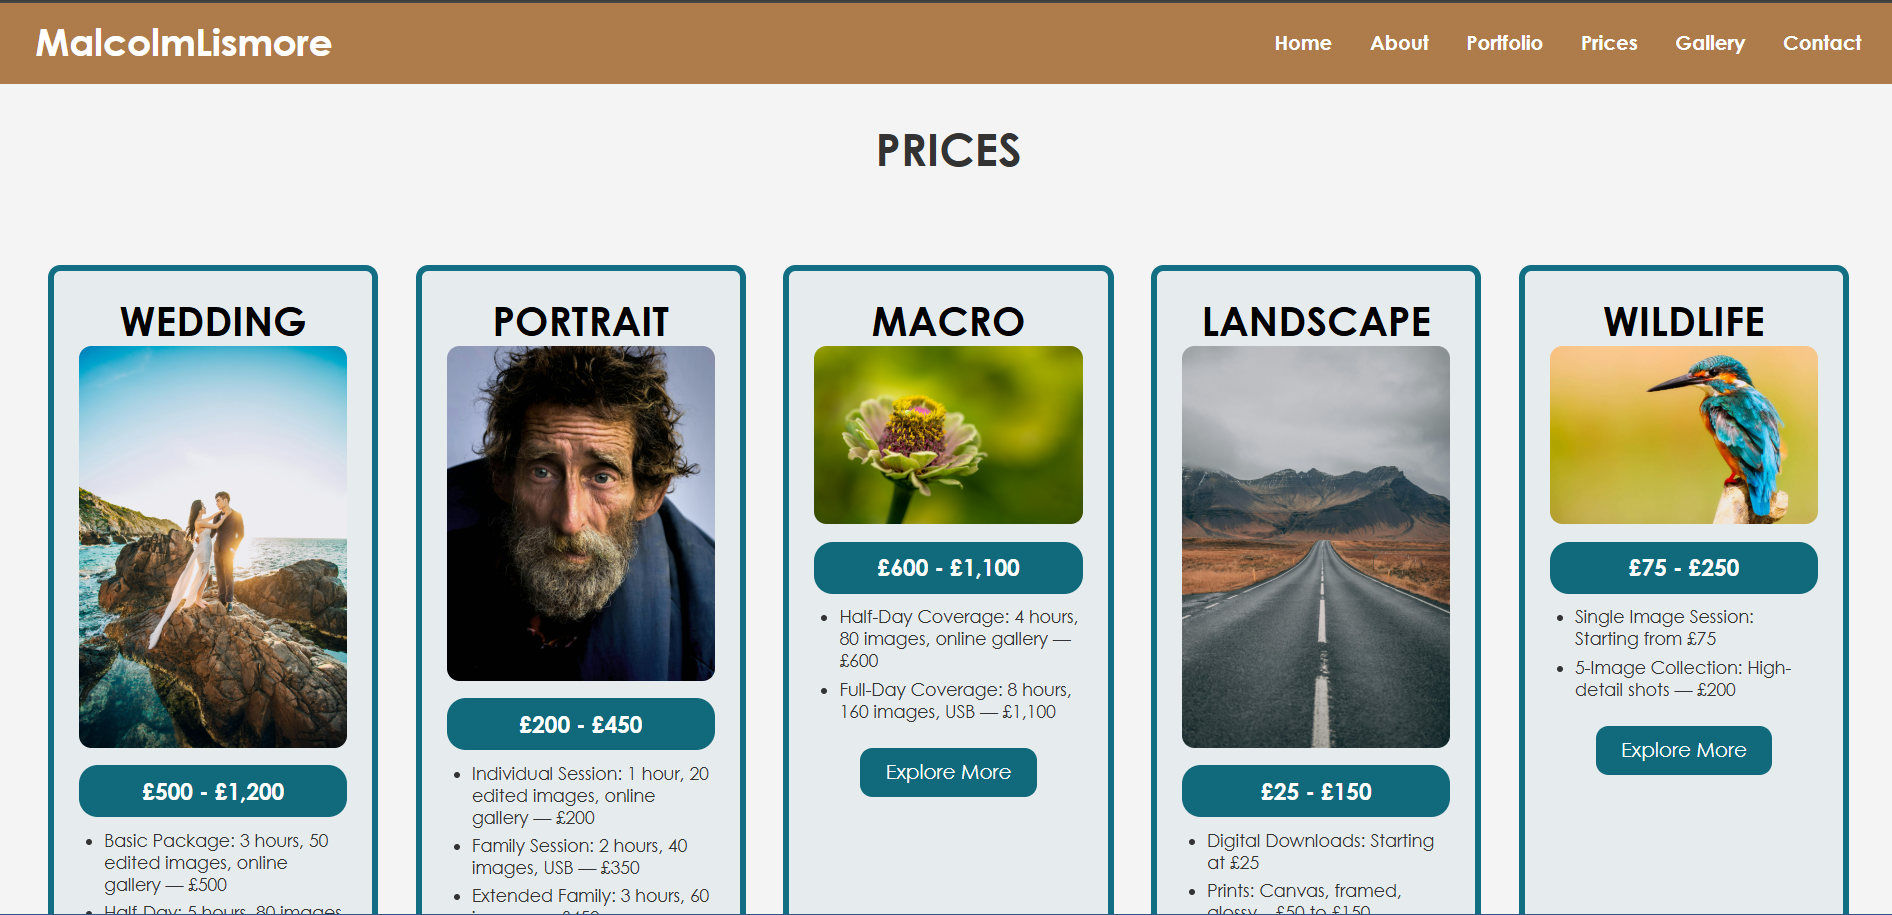 MalcolmLismore
Home About Portfolio Prices Gallery Contact
PRICES
WEDDING
£500 - £1,200
• Basic Package: 3 hours, 50
edited images, online
gallery — £500
• Half-Day: 5 hours, 80 images
PORTRAIT
£200 - £450
• Individual Session: 1 hour, 20
edited images, online
gallery — £200
• Family Session: 2 hours, 40
images, USB — £350
• Extended Family: 3 hours, 60
MACRO
£600 - £1,100
• Half-Day Coverage: 4 hours,
80 images, online gallery —
£600
• Full-Day Coverage: 8 hours,
160 images, USB — £1,100
Explore More
LANDSCAPE
£25 - £150
• Digital Downloads: Starting
at £25
• Prints: Canvas, framed,
glossy £50 to £150
WILDLIFE
£75 - £250
• Single Image Session:
Starting from £75
• 5-Image Collection: High-
detail shots — £200
Explore More